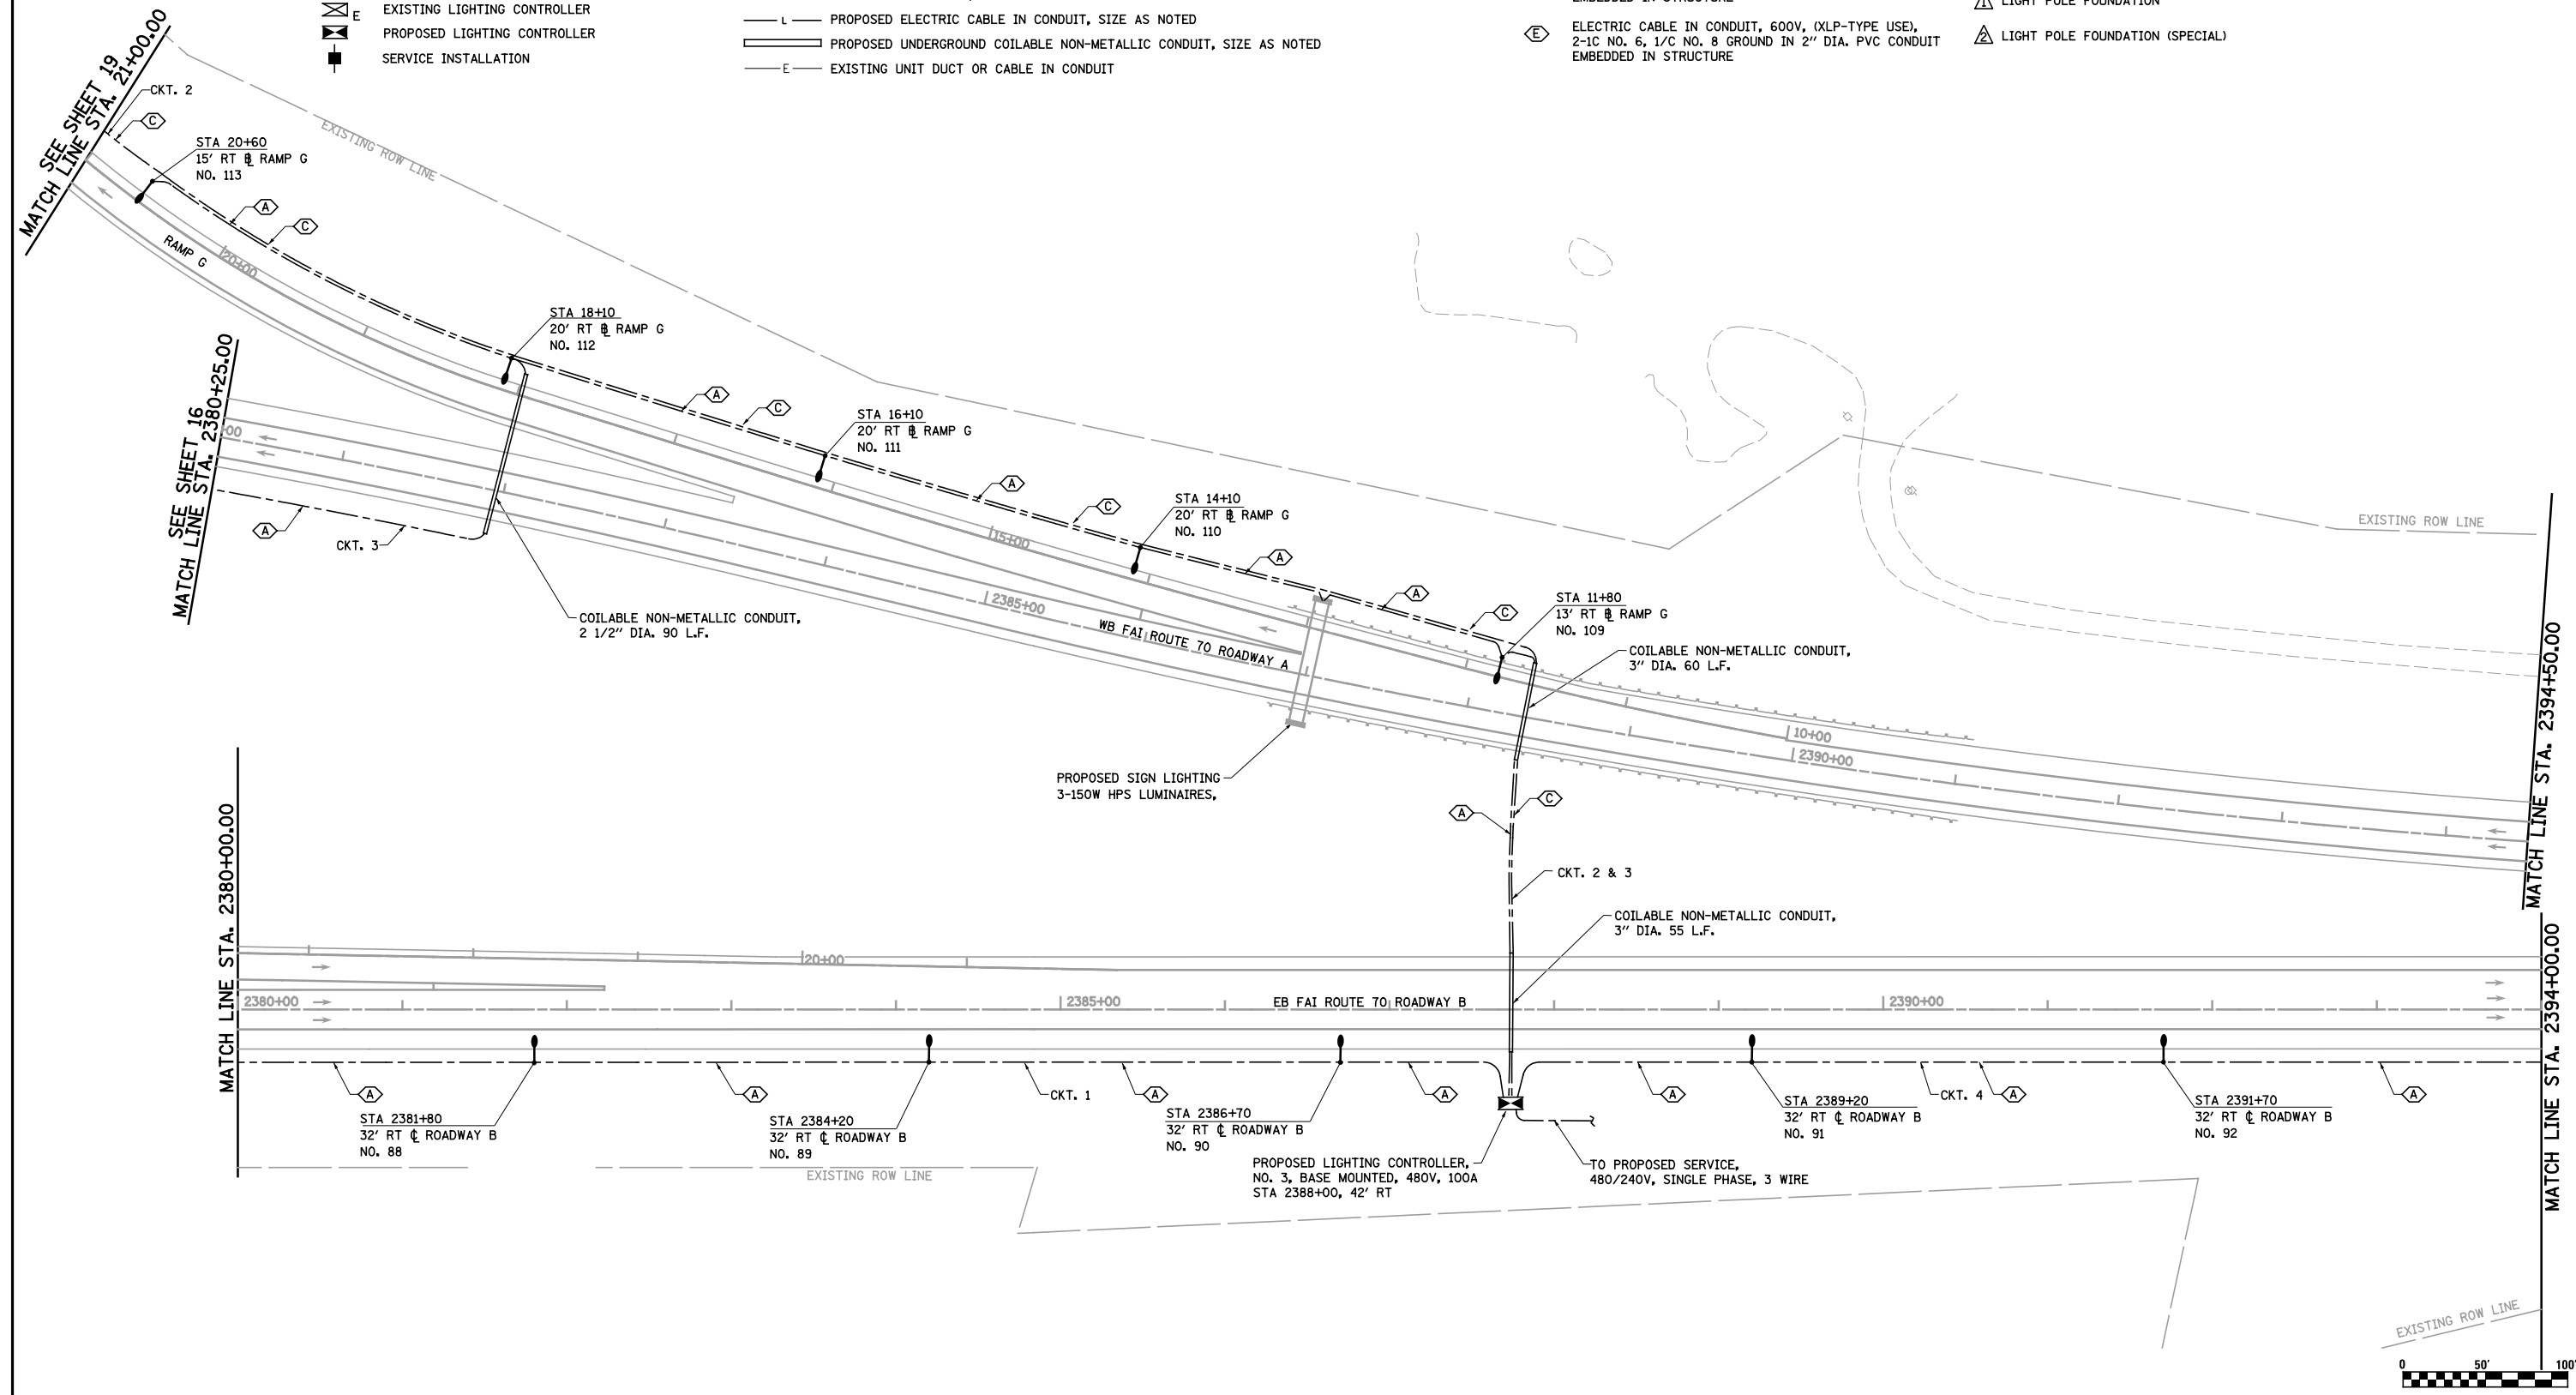 EXISTING LIGHTING CONTROLLER
E
PROPOSED LIGHTING CONTROLLER
SERVICE INSTALLATION
L
PROPOSED ELECTRIC CABLE IN CONDUIT, SIZE AS NOTED
PROPOSED UNDERGROUND COILABLE NON-METALLIC CONDUIT, SIZE AS NOTED
E
EXISTING UNIT DUCT OR CABLE IN CONDUIT
EMBEDDED IN STRUCTURE
E
ELECTRIC CABLE IN CONDUIT, 600V, (XLP-TYPE USE),
2-1C NO. 6, 1/C NO. 8 GROUND IN 2" DIA. PVC CONDUIT
EMBEDDED IN STRUCTURE
1
LIGHT POLE FOUNDATION
2
LIGHT POLE FOUNDATION (SPECIAL)
SEE SHEET 19
MATCH LINE STA. 21+00.00
CKT. 2
C
STA 20+60
15' RT ℄ RAMP G
NO. 113
A
C
RAMP G
20+00
EXISTING ROW LINE
STA 18+10
20' RT ℄ RAMP G
NO. 112
A
C
SEE SHEET 16
MATCH LINE STA. 2380+25.00
+00
A
CKT. 3
COILABLE NON-METALLIC CONDUIT,
2 1/2" DIA. 90 L.F.
STA 16+10
20' RT ℄ RAMP G
NO. 111
A
C
15+00
2385+00
STA 14+10
20' RT ℄ RAMP G
NO. 110
A
A
C
WB FAI ROUTE 70 ROADWAY A
STA 11+80
13' RT ℄ RAMP G
NO. 109
COILABLE NON-METALLIC CONDUIT,
3" DIA. 60 L.F.
10+00
2390+00
EXISTING ROW LINE
MATCH LINE STA. 2394+50.00
PROPOSED SIGN LIGHTING
3-150W HPS LUMINAIRES,
A
C
CKT. 2 & 3
COILABLE NON-METALLIC CONDUIT,
3" DIA. 55 L.F.
MATCH LINE STA. 2380+00.00
20+00
2380+00
2385+00
EB FAI ROUTE 70 ROADWAY B
2390+00
MATCH LINE STA. 2394+00.00
A
A
CKT. 1
A
A
A
CKT. 4
A
A
STA 2381+80
32' RT ℄ ROADWAY B
NO. 88
STA 2384+20
32' RT ℄ ROADWAY B
NO. 89
STA 2386+70
32' RT ℄ ROADWAY B
NO. 90
STA 2389+20
32' RT ℄ ROADWAY B
NO. 91
STA 2391+70
32' RT ℄ ROADWAY B
NO. 92
EXISTING ROW LINE
PROPOSED LIGHTING CONTROLLER,
NO. 3, BASE MOUNTED, 480V, 100A
STA 2388+00, 42' RT
TO PROPOSED SERVICE,
480/240V, SINGLE PHASE, 3 WIRE
EXISTING ROW LINE
0 50' 100'